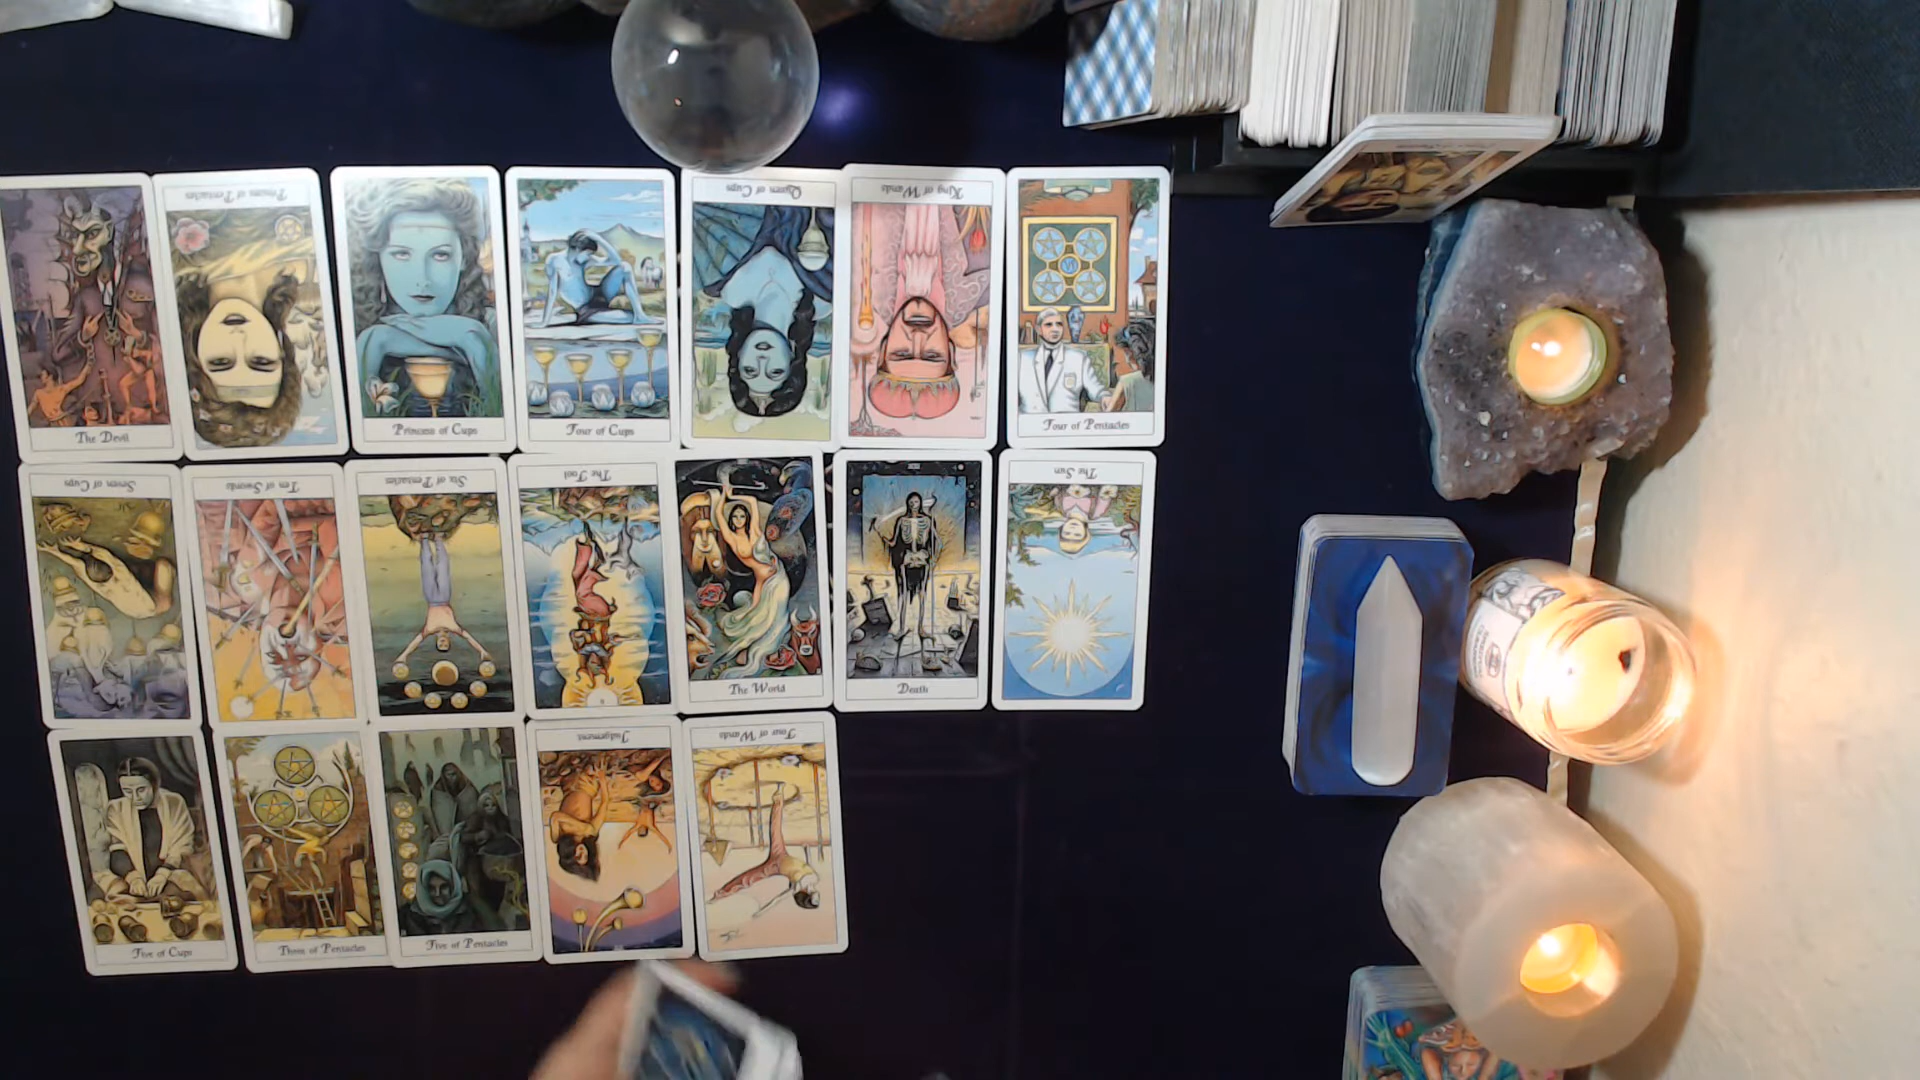 The Devil
Princess of Pentacles
Princess of Cups
Four of Cups
Queen of Cups
King of Wands
Four of Pentacles
Seven of Cups
Ten of Swords
Six of Pentacles
The Fool
The World
Death
The Sun
Five of Cups
Three of Pentacles
Five of Pentacles
Judgement
Four of Wands